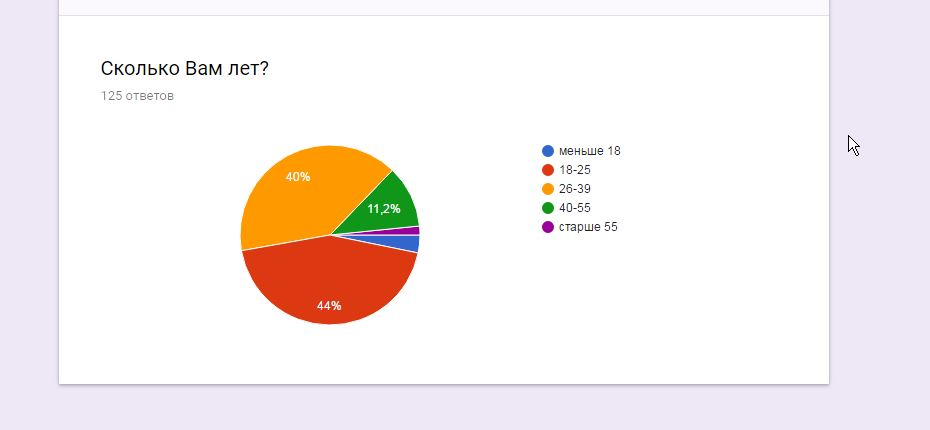 Сколько Вам лет?
125 ответов
40%
11,2%
44%
меньше 18
18-25
26-39
40-55
старше 55